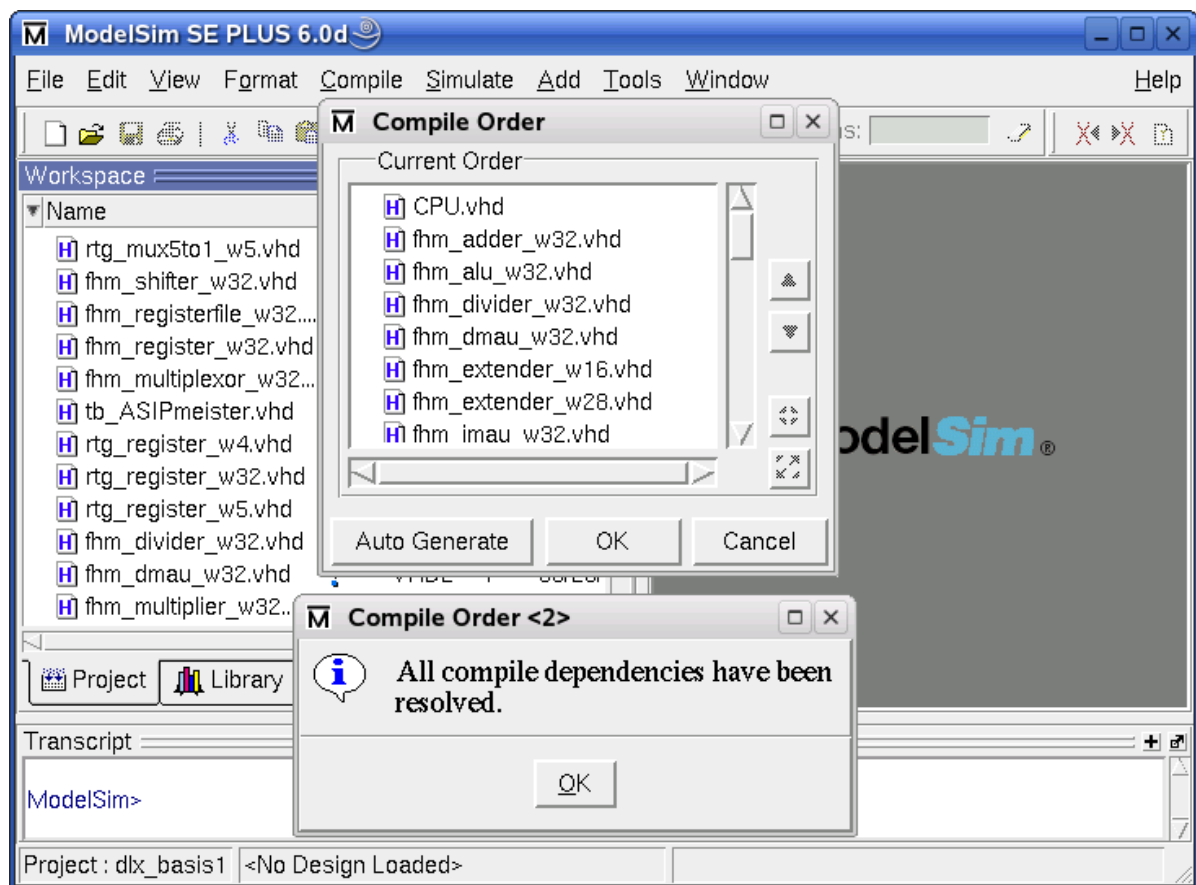 ModelSim SE PLUS 6.0d
File Edit View Format Compile Simulate Add Tools Window Help
Workspace
Name
rtg_mux5to1_w5.vhd
fhm_shifter_w32.vhd
fhm_registerfile_w32....
fhm_register_w32.vhd
fhm_multiplexor_w32...
tb_ASIPmeister.vhd
rtg_register_w4.vhd
rtg_register_w32.vhd
rtg_register_w5.vhd
fhm_divider_w32.vhd
fhm_dmau_w32.vhd
fhm_multiplier_w32..
Project Library
Compile Order
Current Order
CPU.vhd
fhm_adder_w32.vhd
fhm_alu_w32.vhd
fhm_divider_w32.vhd
fhm_dmau_w32.vhd
fhm_extender_w16.vhd
fhm_extender_w28.vhd
fhm_imau_w32.vhd
Auto Generate OK Cancel
odelSim ®
Compile Order <2>
All compile dependencies have been
resolved.
OK
Transcript
ModelSim>
Project : dlx_basis1 <No Design Loaded>